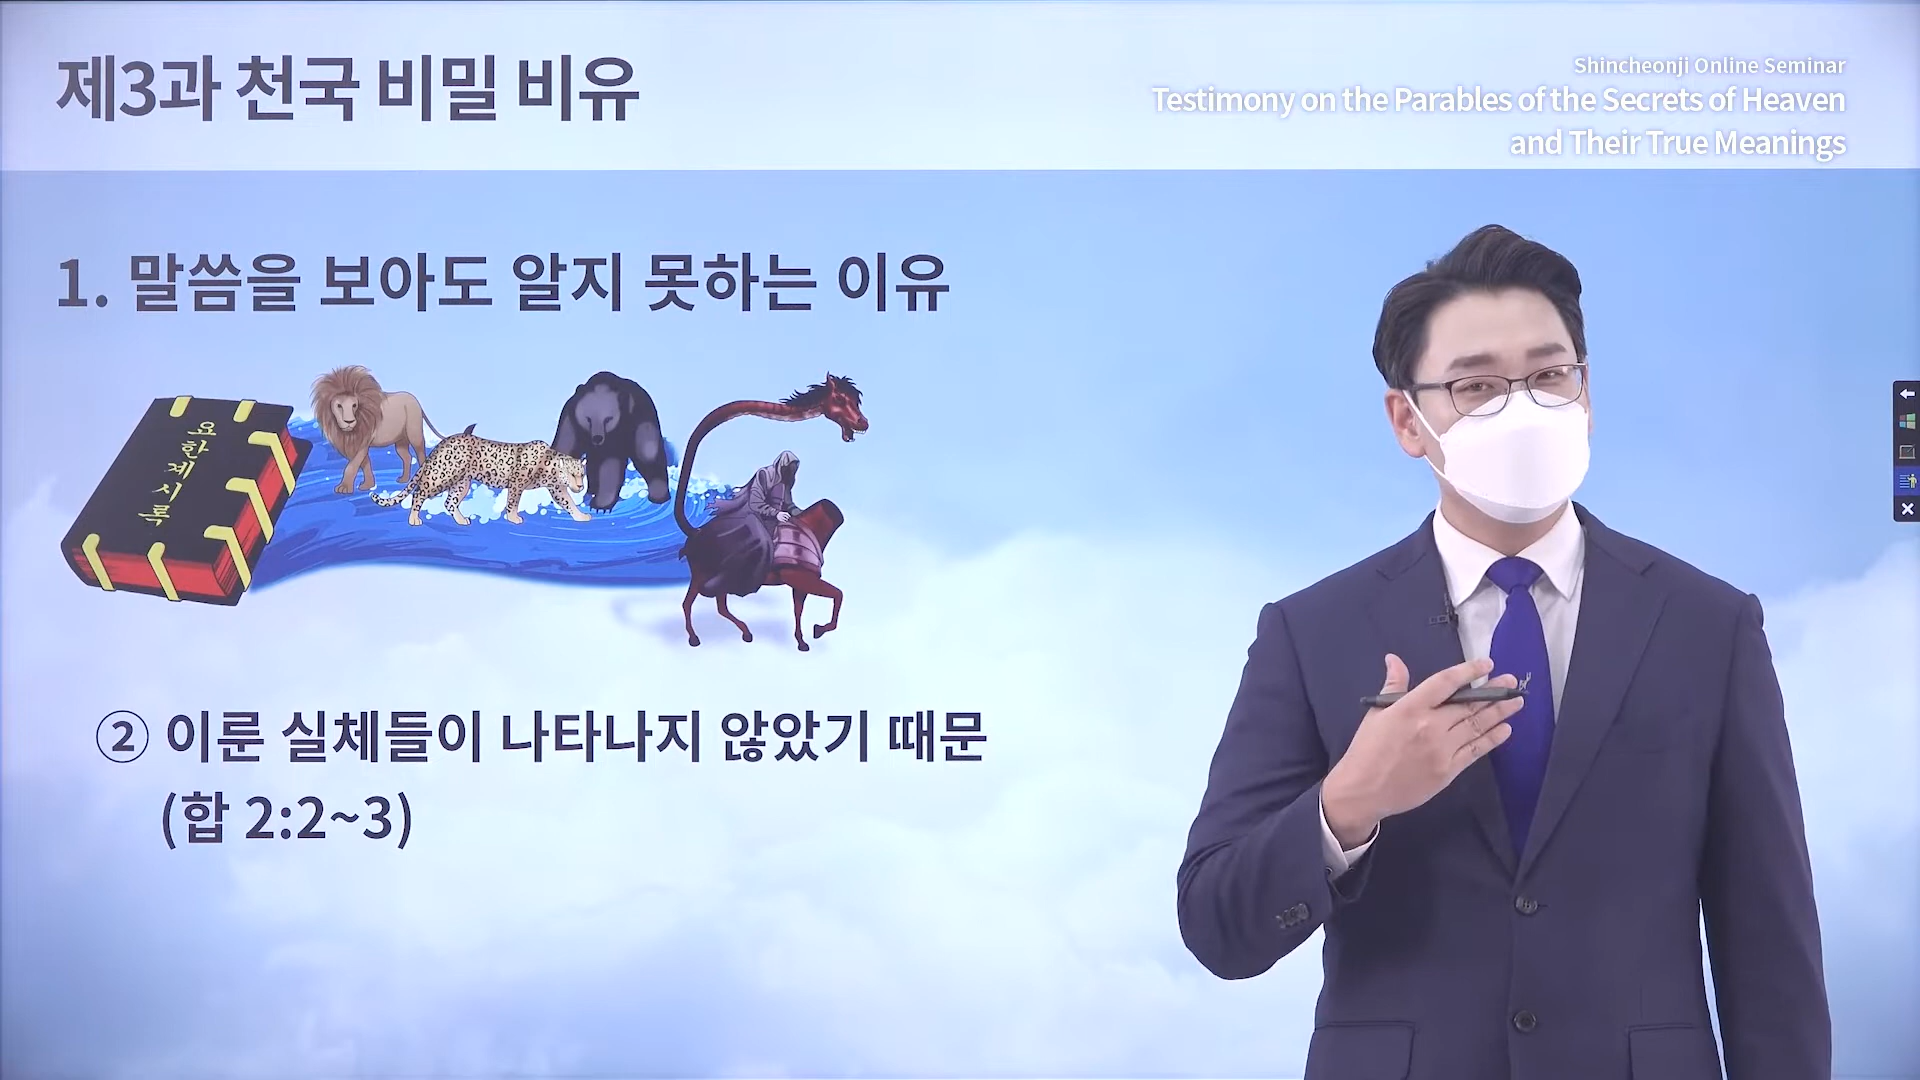 제3과 천국 비밀 비유
Shincheonji Online Seminar
Testimony on the Parables of the Secrets of Heaven
and Their True Meanings
1. 말씀을 보아도 알지 못하는 이유
요한계시록
② 이룬 실체들이 나타나지 않았기 때문
(합 2:2~3)